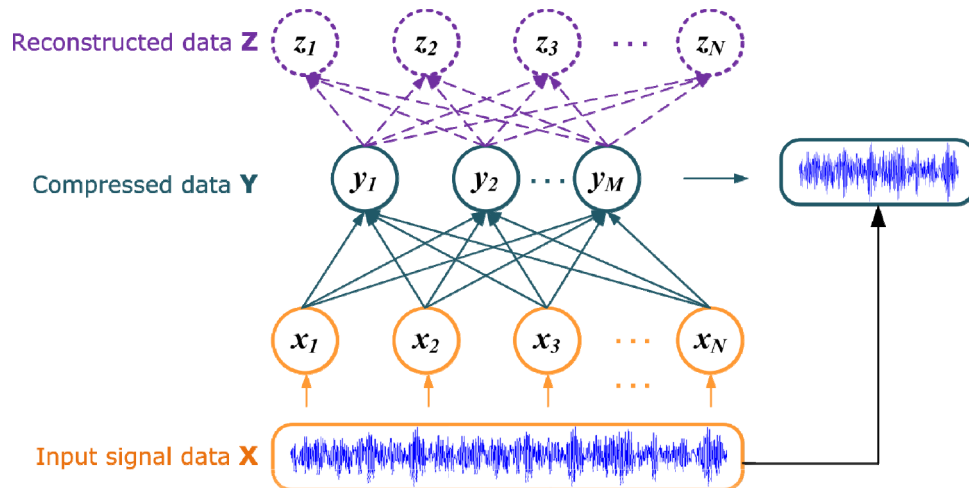 Reconstructed data Z z1 z2 z3 ... zN
Compressed data Y y1 y2 ... yM
x1 x2 x3 ... xN
...
Input signal data X